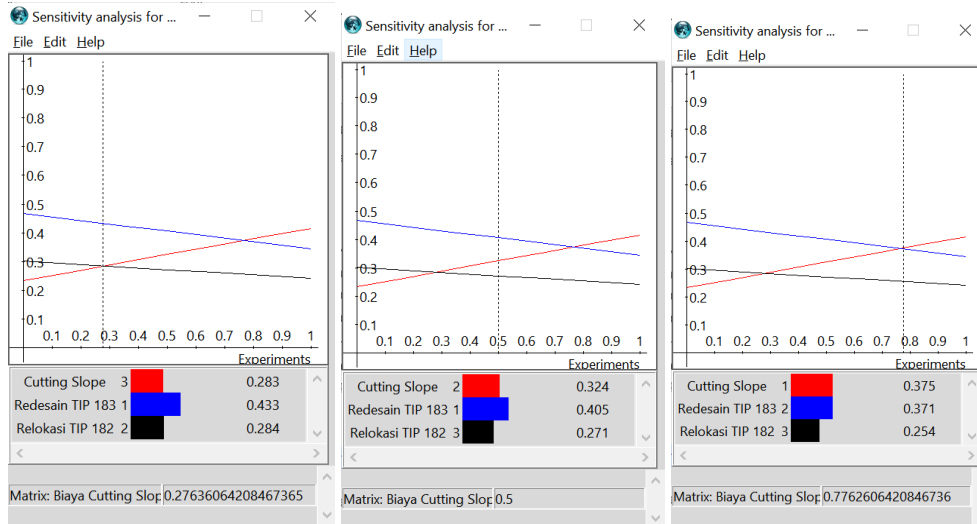 Sensitivity analysis for ...
File Edit Help
1
0.9
0.8
0.7
0.6
0.5
0.4
0.3
0.2
0.1
0.1 0.2 0.3 0.4 0.5 0.6 0.7 0.8 0.9 1
Experiments
Cutting Slope 3 0.283
Redesain TIP 183 1 0.433
Relokasi TIP 182 2 0.284
Matrix: Biaya Cutting Slop 0.27636064208467365
Sensitivity analysis for ...
File Edit Help
1
0.9
0.8
0.7
0.6
0.5
0.4
0.3
0.2
0.1
0.1 0.2 0.3 0.4 0.5 0.6 0.7 0.8 0.9 1
Experiments
Cutting Slope 2 0.324
Redesain TIP 183 1 0.405
Relokasi TIP 182 3 0.271
Matrix: Biaya Cutting Slop 0.5
Sensitivity analysis for ...
File Edit Help
1
0.9
0.8
0.7
0.6
0.5
0.4
0.3
0.2
0.1
0.1 0.2 0.3 0.4 0.5 0.6 0.7 0.8 0.9 1
Experiments
Cutting Slope 1 0.375
Redesain TIP 183 2 0.371
Relokasi TIP 182 3 0.254
Matrix: Biaya Cutting Slop 0.7762606420846736